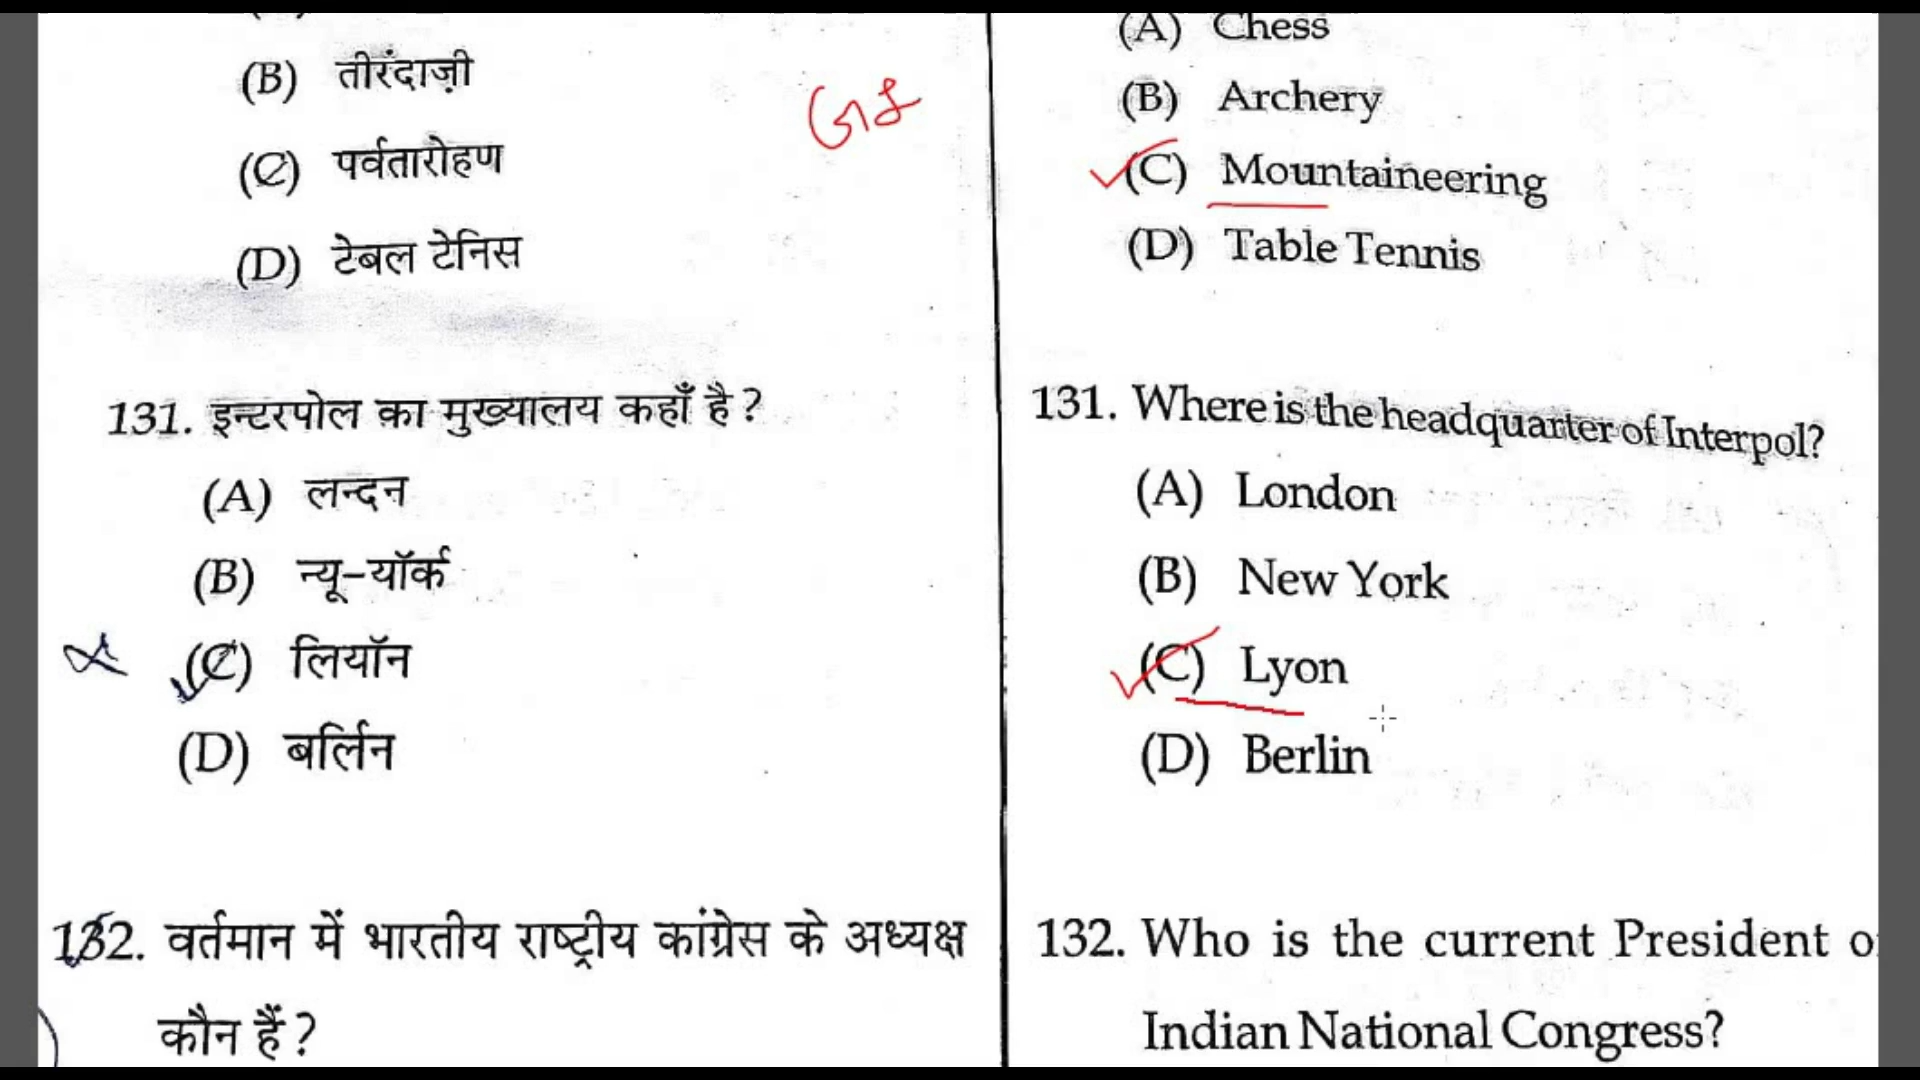 (B) तीरंदाज़ी
(C) पर्वतारोहण
(D) टेबल टेनिस
131. इन्टरपोल का मुख्यालय कहाँ है?
(A) लन्दन
(B) न्यू-यॉर्क
(C) लियॉन
(D) बर्लिन
132. वर्तमान में भारतीय राष्ट्रीय कांग्रेस के अध्यक्ष
कौन हैं?
(A) Chess
(B) Archery
(C) Mountaineering
(D) Table Tennis
131. Where is the headquarter of Interpol?
(A) London
(B) New York
(C) Lyon
(D) Berlin
132. Who is the current President
Indian National Congress?